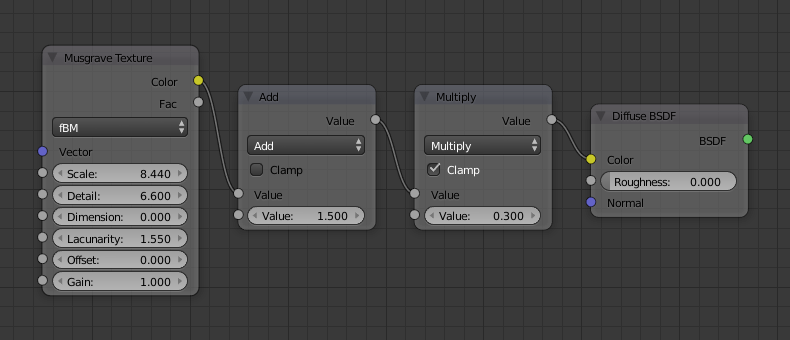 Musgrave Texture
Color
Fac
fBM
Vector
Scale: 8.440
Detail: 6.600
Dimension: 0.000
Lacunarity: 1.550
Offset: 0.000
Gain: 1.000
Add
Value
Add
Clamp
Value
Value: 1.500
Multiply
Value
Multiply
Clamp
Value
Value: 0.300
Diffuse BSDF
BSDF
Color
Roughness: 0.000
Normal